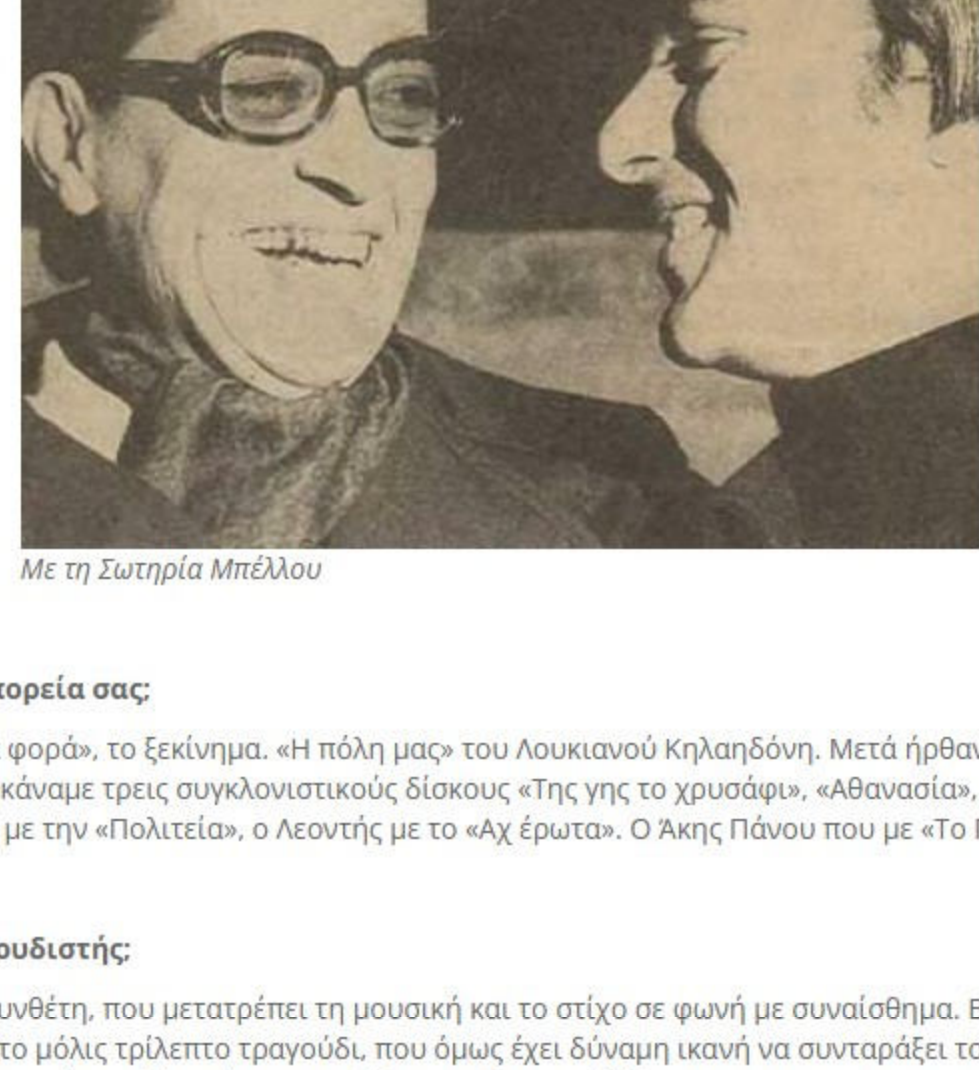 Με τη Σωτηρία Μπέλλου
πορεία σας;
φορά», το ξεκίνημα. «Η πόλη μας» του Λουκιανού Κηλαηδόνη. Μετά ήρθαν
κάναμε τρεις συγκλονιστικούς δίσκους «Της γης το χρυσάφι», «Αθανασία»,
με την «Πολιτεία», ο Λεοντής με το «Αχ έρωτα». Ο Άκης Πάνου που με «Το
ουδιστής;
υνθέτη, που μετατρέπει τη μουσική και το στίχο σε φωνή με συναίσθημα.
το μόλις τρίλεπτο τραγούδι, που όμως έχει δύναμη ικανή να συνταράξει το